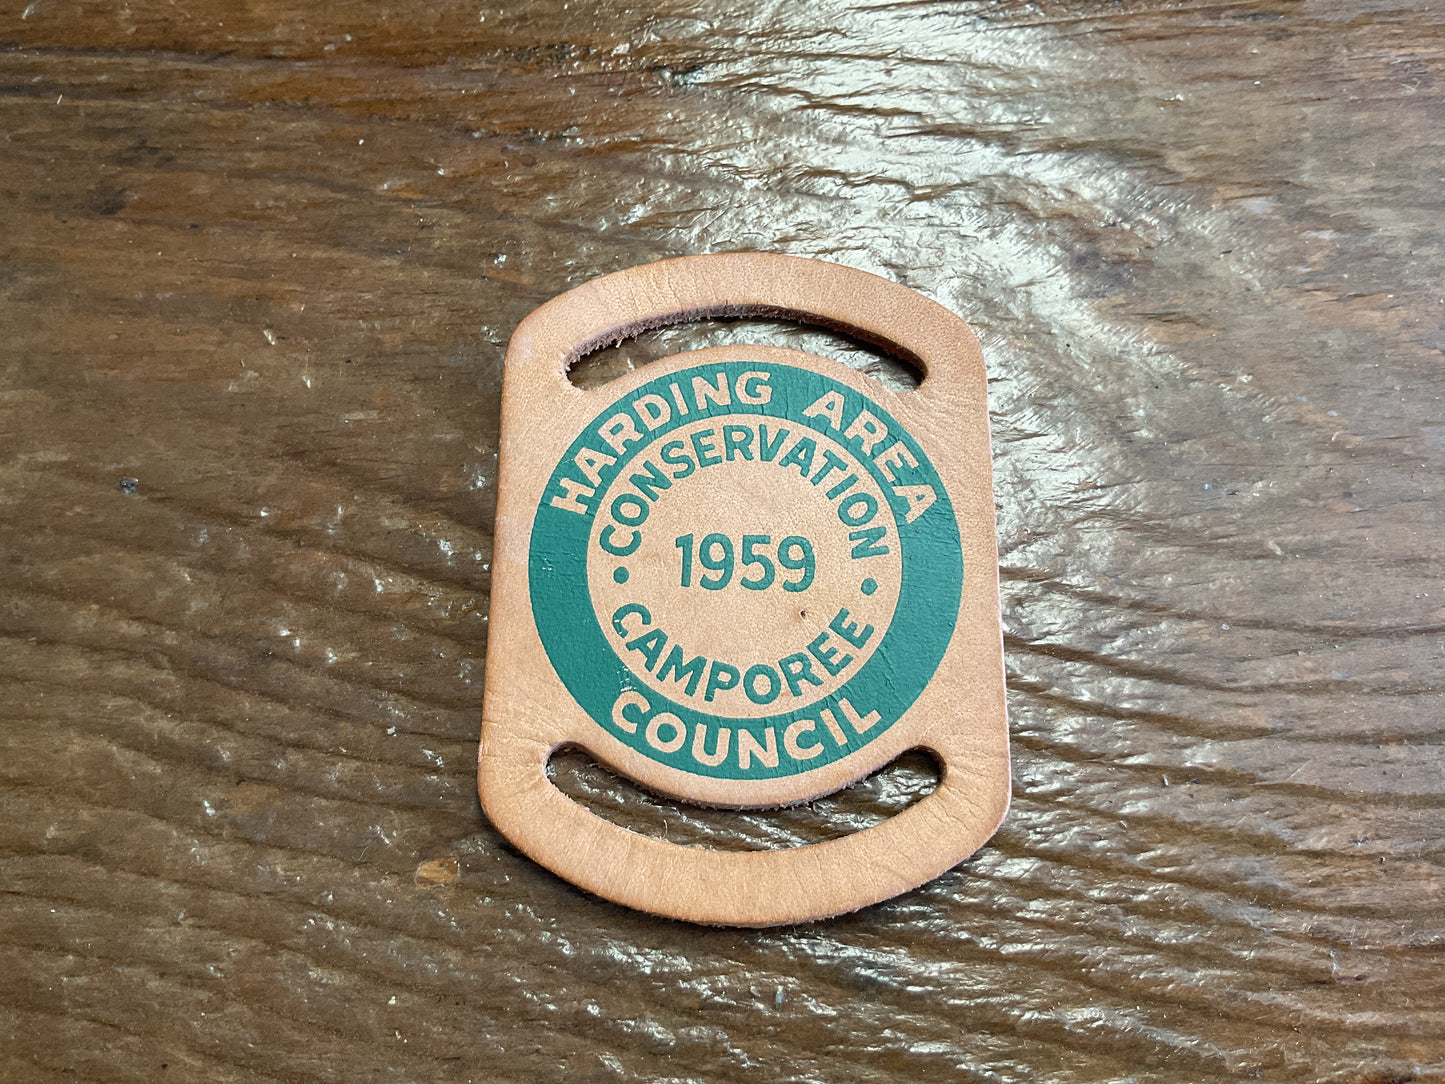 HARDING AREA
CONSERVATION
1959
• CAMPOREE •
COUNCIL